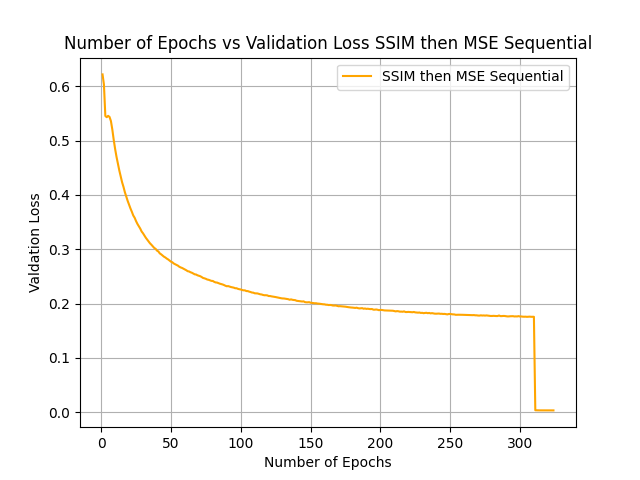 Number of Epochs vs Validation Loss SSIM then MSE Sequential
SSIM then MSE Sequential
0.6
0.5
0.4
0.3
0.2
0.1
0.0
Valdation Loss
0 50 100 150 200 250 300
Number of Epochs